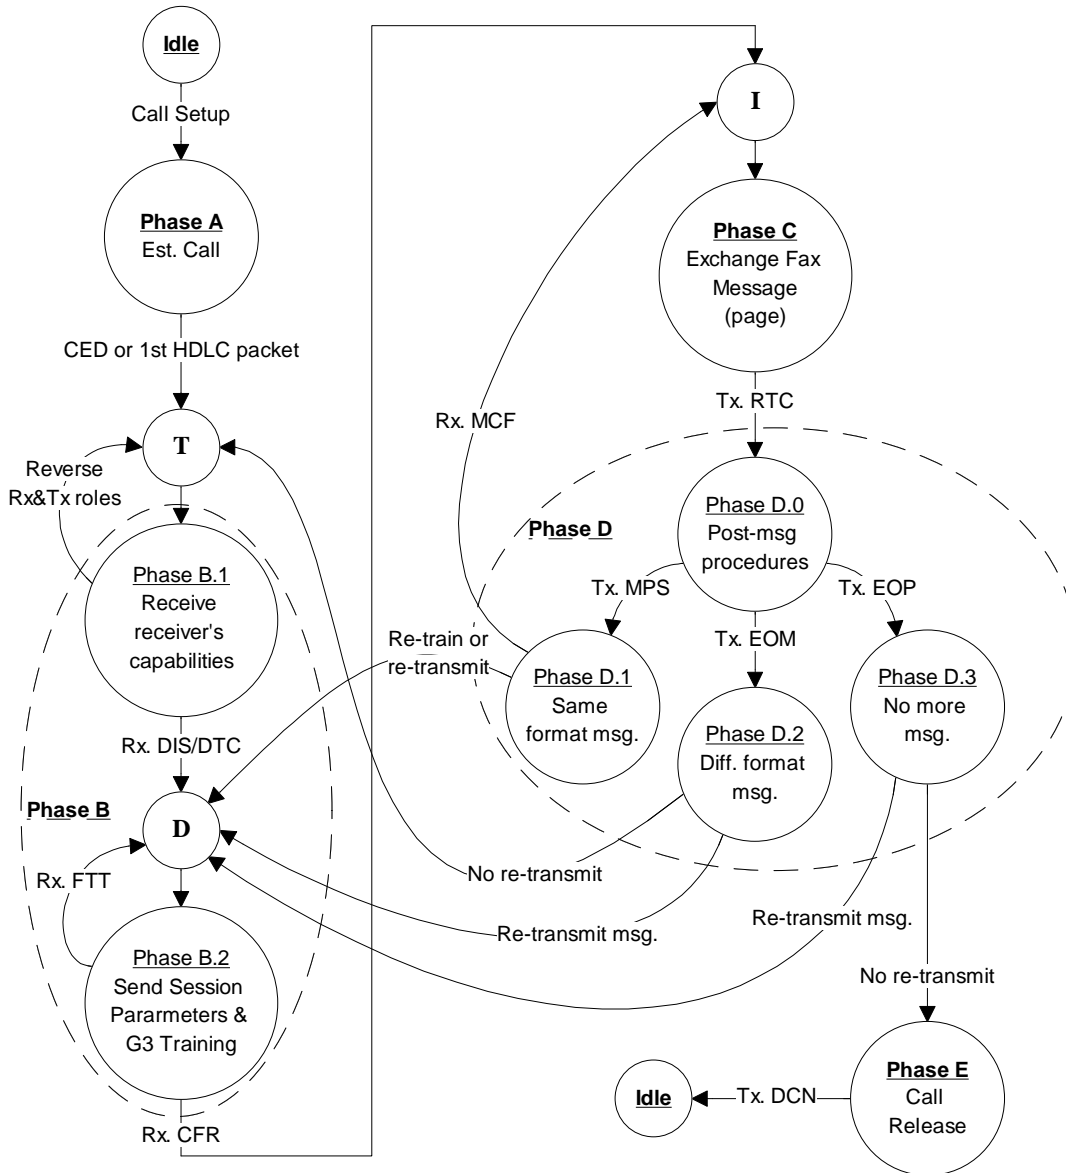 Idle
Call Setup
Phase A
Est. Call
CED or 1st HDLC packet
T
Reverse
Rx&Tx roles
Phase B.1
Receive
receiver's
capabilities
Rx. DIS/DTC
Phase B
D
Rx. FTT
Phase B.2
Send Session
Pararmeters &
G3 Training
Rx. CFR
I
Phase C
Exchange Fax
Message
(page)
Rx. MCF
Tx. RTC
Phase D
Phase D.0
Post-msg
procedures
Tx. MPS
Tx. EOP
Tx. EOM
Re-train or
re-transmit
Phase D.1
Same
format msg.
Phase D.2
Diff. format
msg.
Phase D.3
No more
msg.
No re-transmit
Re-transmit msg.
Re-transmit msg.
No re-transmit
Phase E
Call
Release
Tx. DCN
Idle